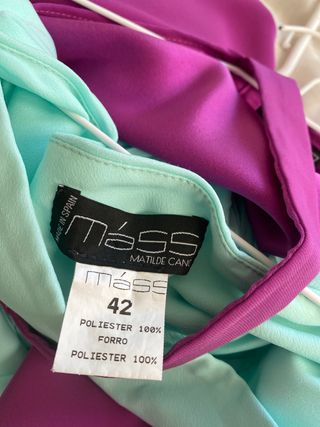 MADE IN SPAIN
máss
MATILDE CANO
máss
42
POLIESTER 100%
FORRO
POLIESTER 100%